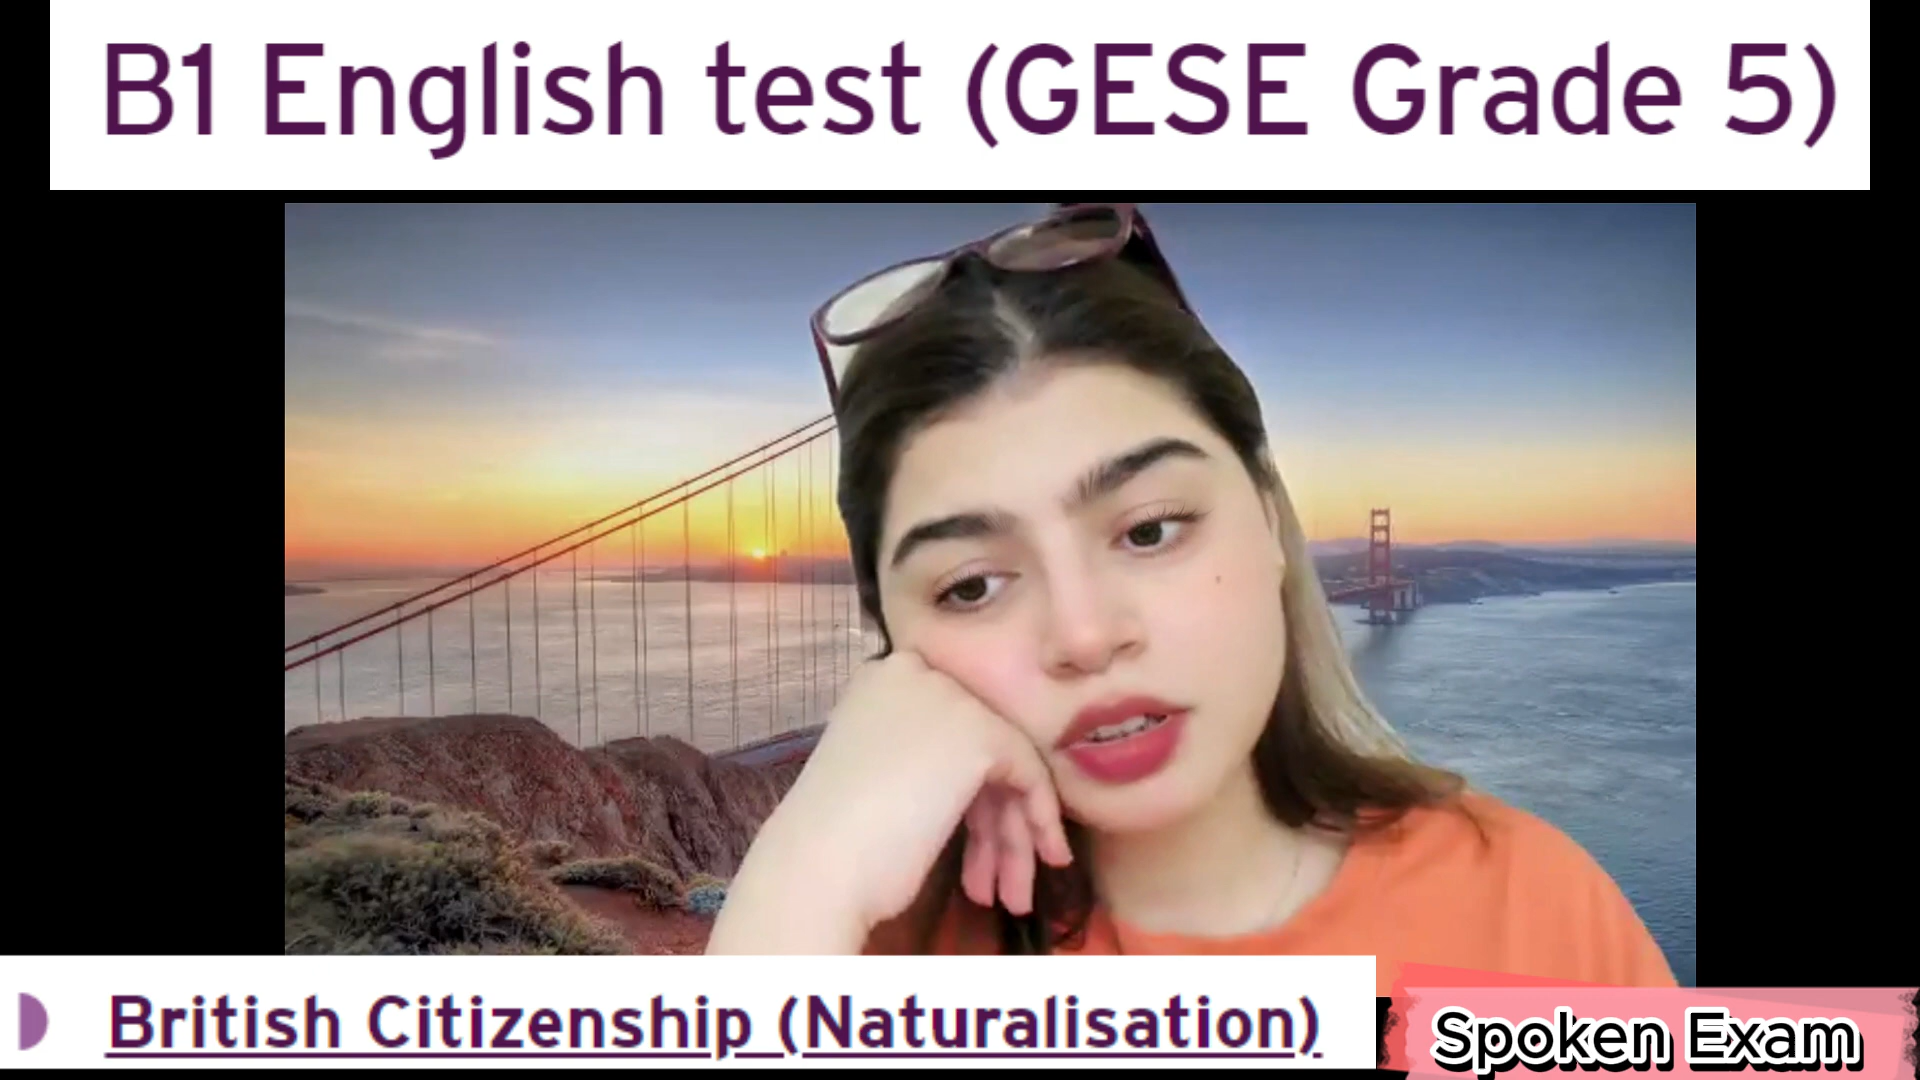 B1 English test (GESE Grade 5)
British Citizenship (Naturalisation)
Spoken Exam